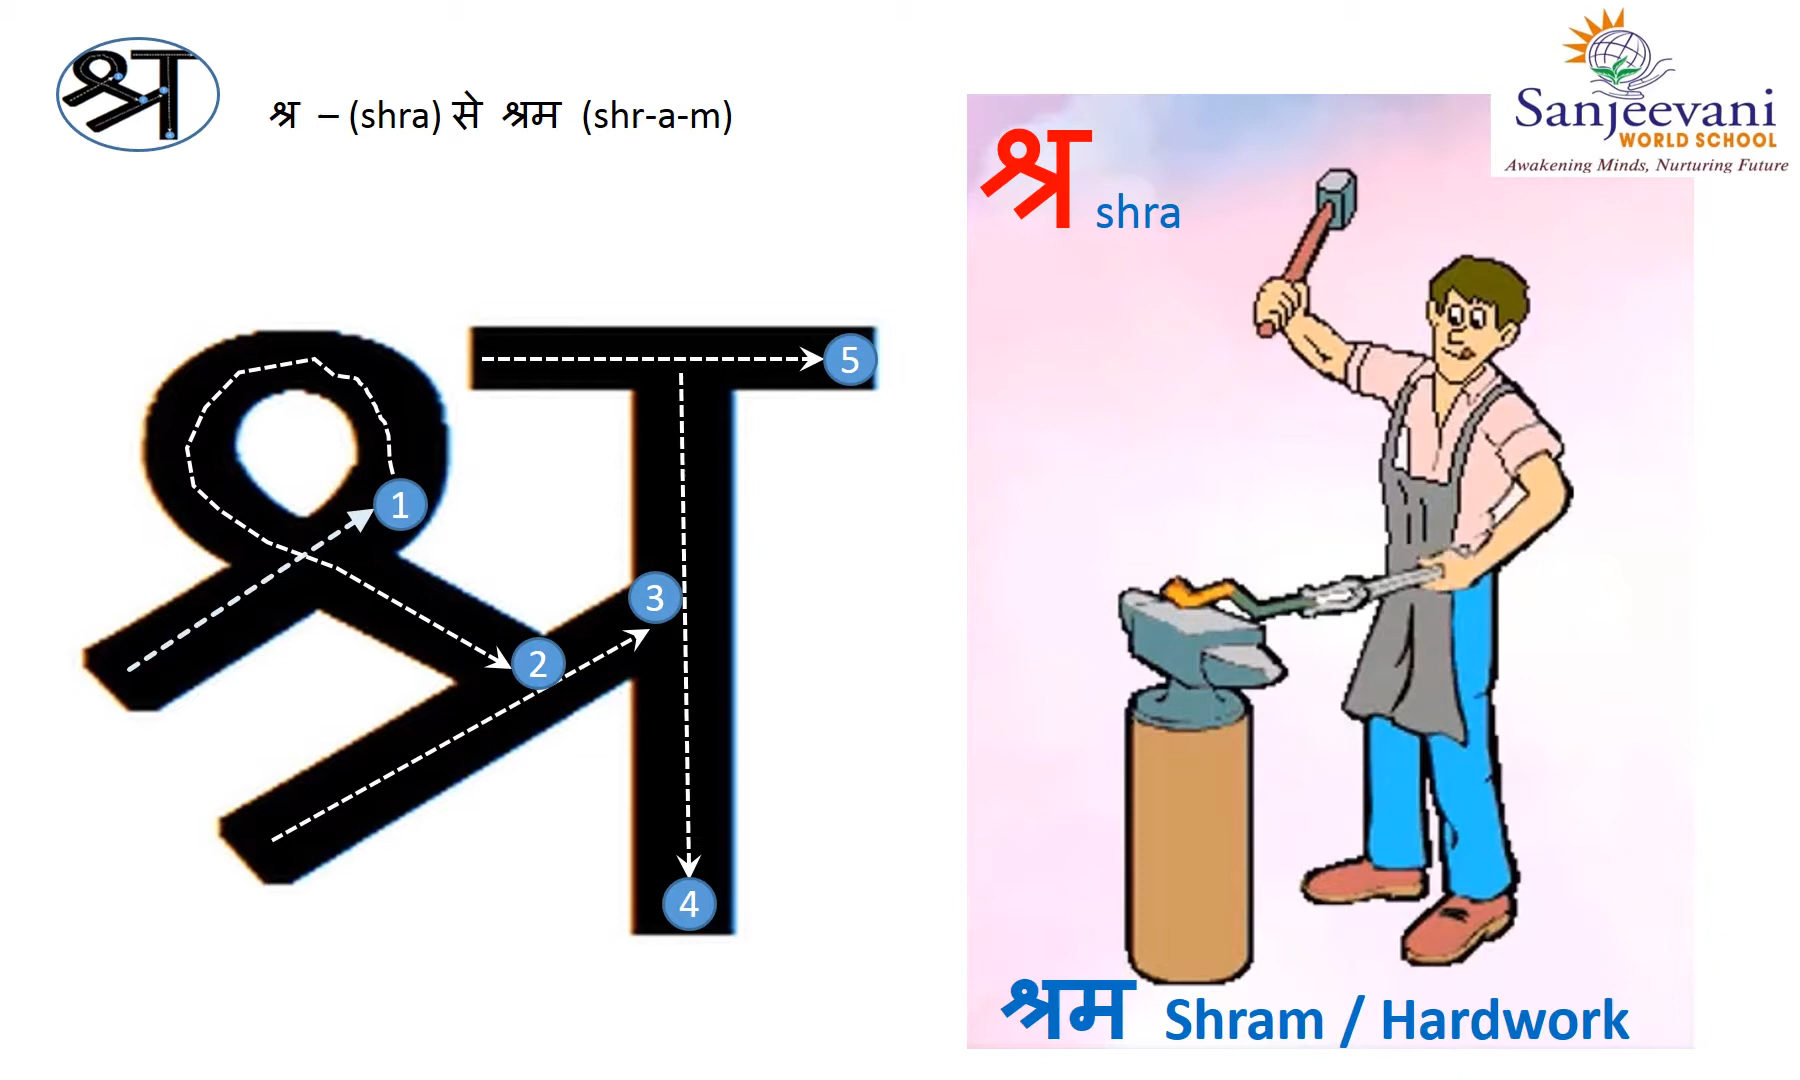 श्र – (shra) से श्रम (shr-a-m)
Sanjeevani
WORLD SCHOOL
Awakening Minds, Nurturing Future
श्र shra
श्र
5
1
3
2
4
श्रम Shram / Hardwork